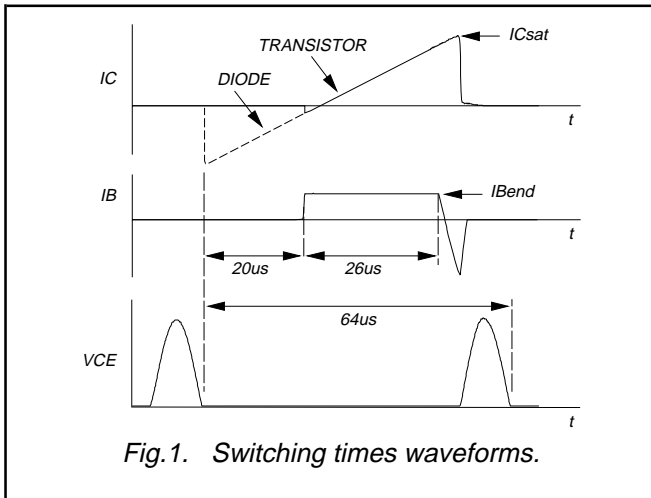 ICsat
TRANSISTOR
IC
DIODE
t
IB
IBend
t
20us
26us
64us
VCE
t
Fig.1. Switching times waveforms.